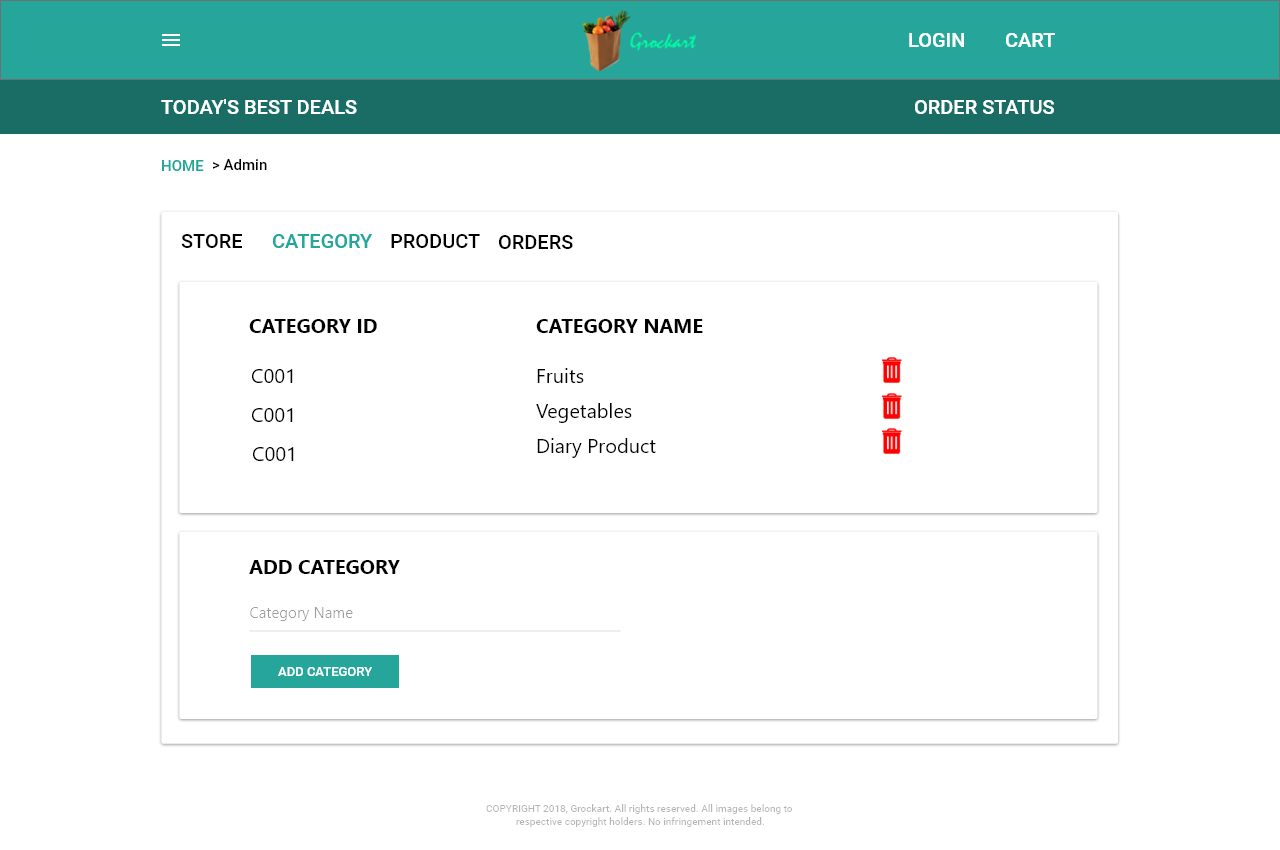 Grockart
LOGIN CART
TODAY'S BEST DEALS ORDER STATUS
HOME > Admin
STORE CATEGORY PRODUCT ORDERS
CATEGORY ID CATEGORY NAME
C001 Fruits
C001 Vegetables
C001 Diary Product
ADD CATEGORY
Category Name
ADD CATEGORY
COPYRIGHT 2018, Grockart. All rights reserved. All images belong to
respective copyright holders. No infringement intended.